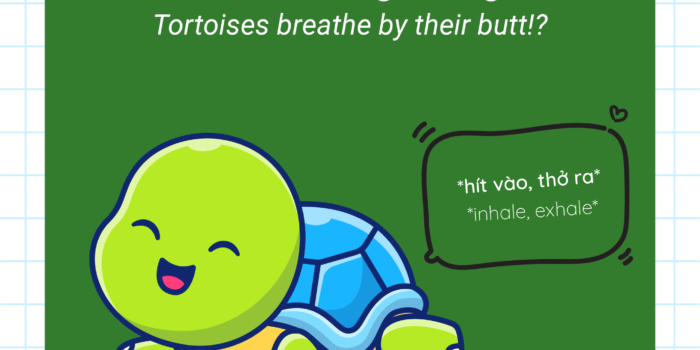 Tortoises breathe by their butt!?
*hít vào, thở ra*
*inhale, exhale*